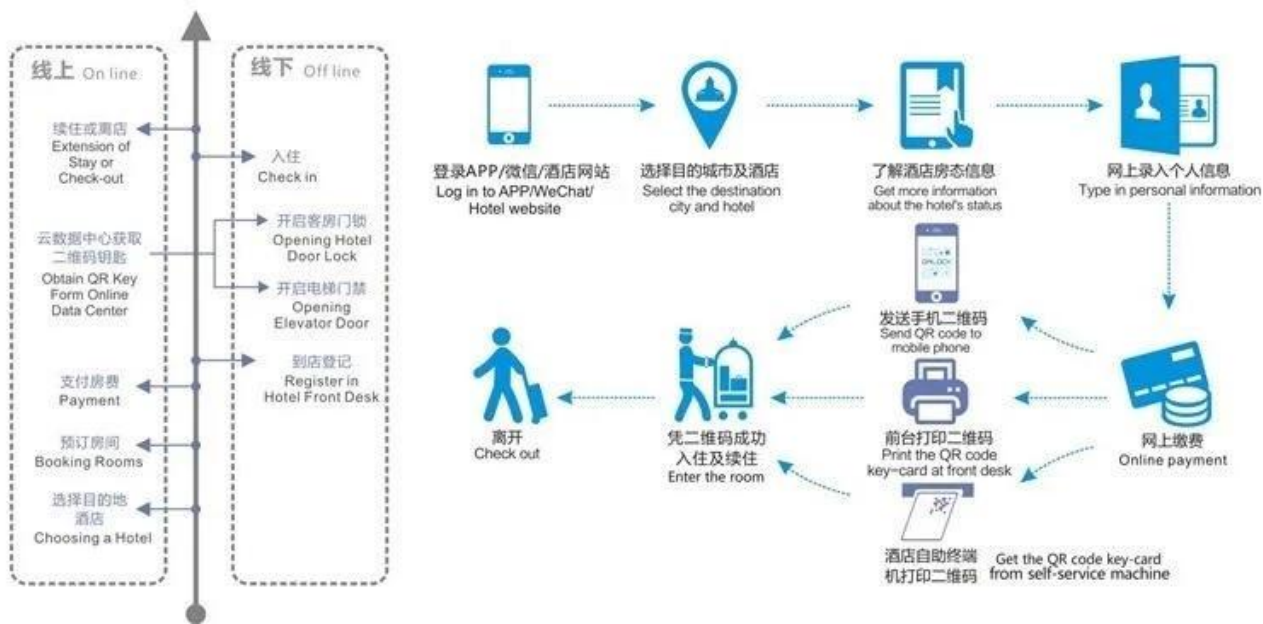 线上 On line
续住或离店
Extension of
Stay or
Check-out
云数据中心获取
二维码钥匙
Obtain QR Key
Form Online
Data Center
支付房费
Payment
预订房间
Booking Rooms
选择目的地
酒店
Choosing a Hotel
线下 Off line
入住
Check in
开启客房门锁
Opening Hotel
Door Lock
开启电梯门禁
Opening
Elevator Door
到店登记
Register in
Hotel Front Desk
登录APP/微信/酒店网站
Log in to APP/WeChat/
Hotel website
选择目的城市及酒店
Select the destination
city and hotel
了解酒店房态信息
Get more information
about the hotel's status
网上录入个人信息
Type in personal information
网上缴费
Online payment
发送手机二维码
Send QR code to
mobile phone
前台打印二维码
Print the QR code
key-card at front desk
酒店自助终端
机打印二维码
Get the QR code key-card
from self-service machine
凭二维码成功
入住及续住
Enter the room
离开
Check out